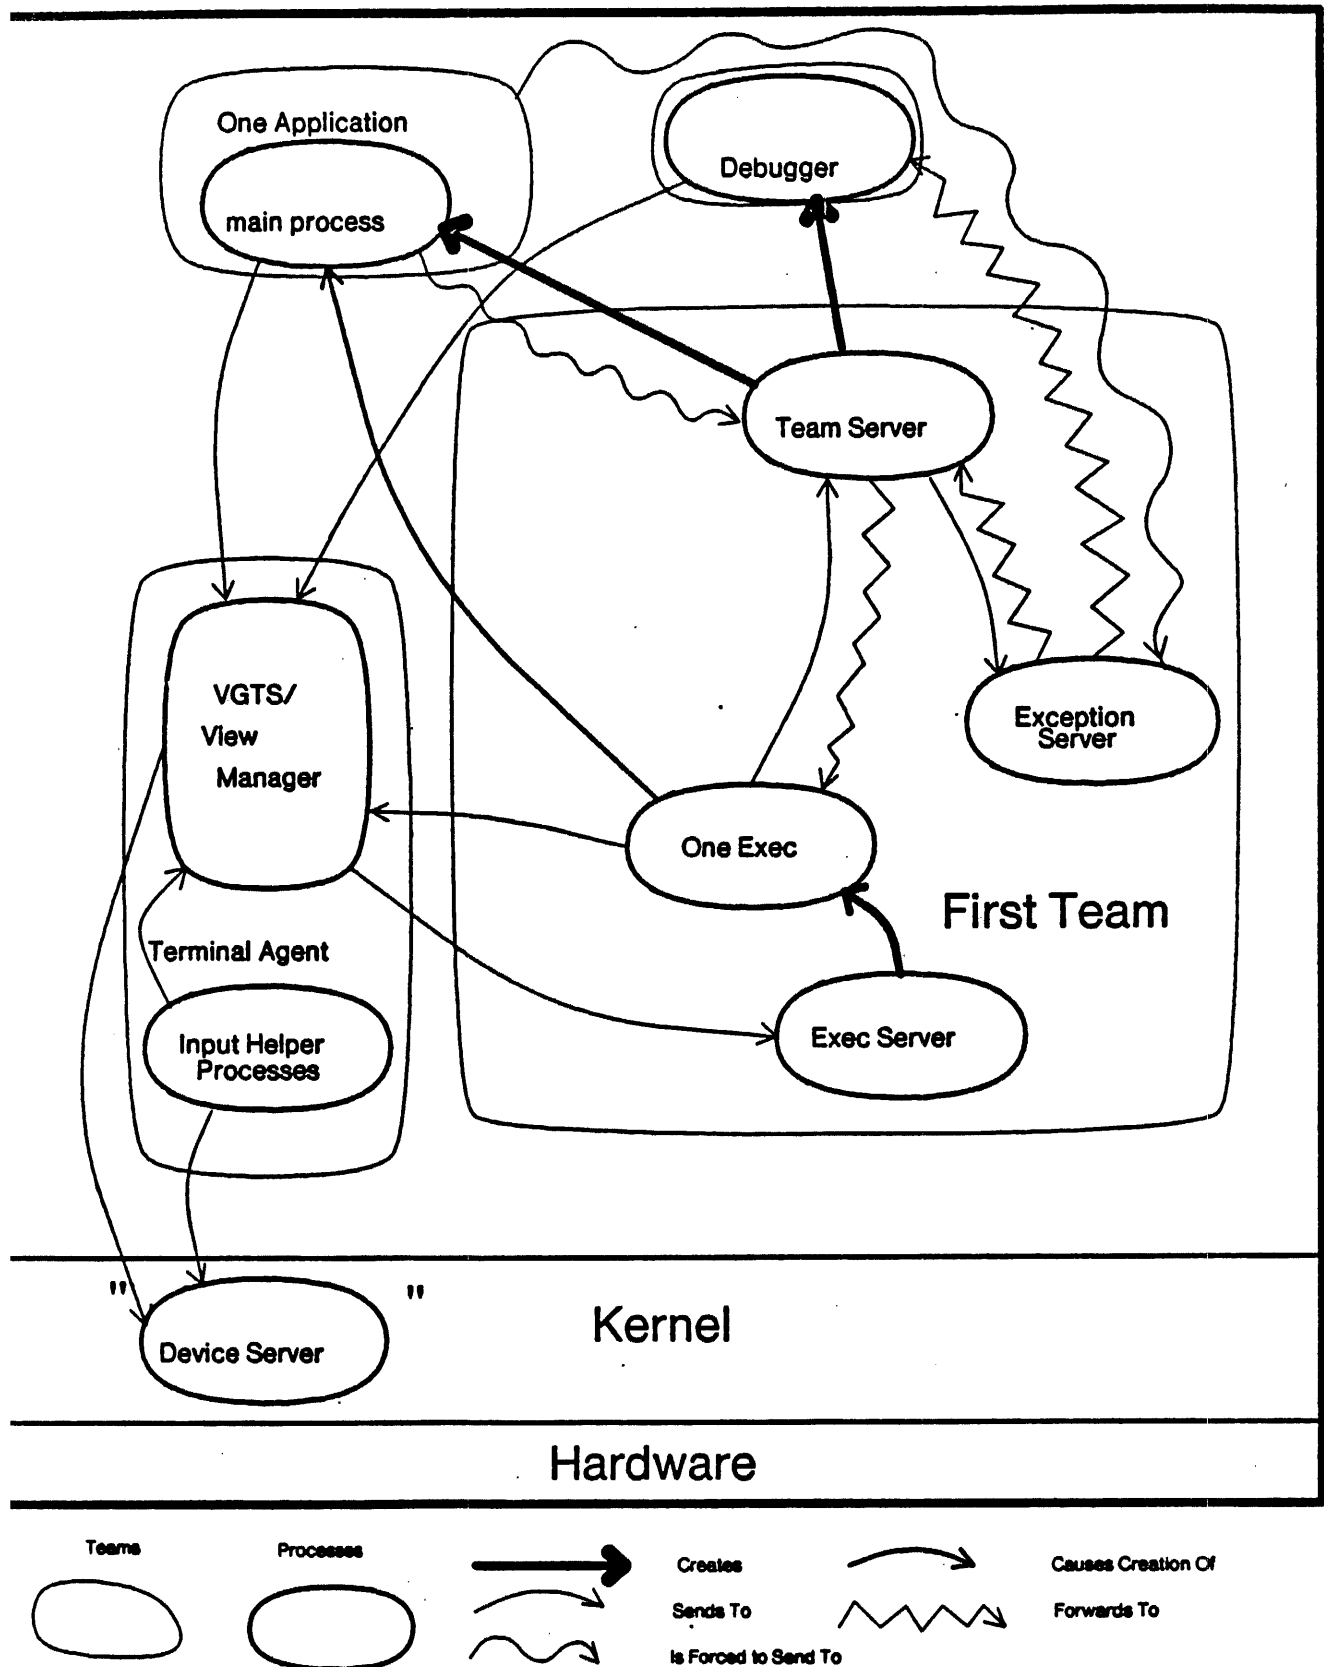 One Application
main process
Debugger
Team Server
VGTS/
View
Manager
Exception
Server
One Exec
First Team
Terminal Agent
Input Helper
Processes
Exec Server
" "
Device Server
Kernel
Hardware
Teams
Processes
Creates
Causes Creation Of
Sends To
Forwards To
Is Forced to Send To